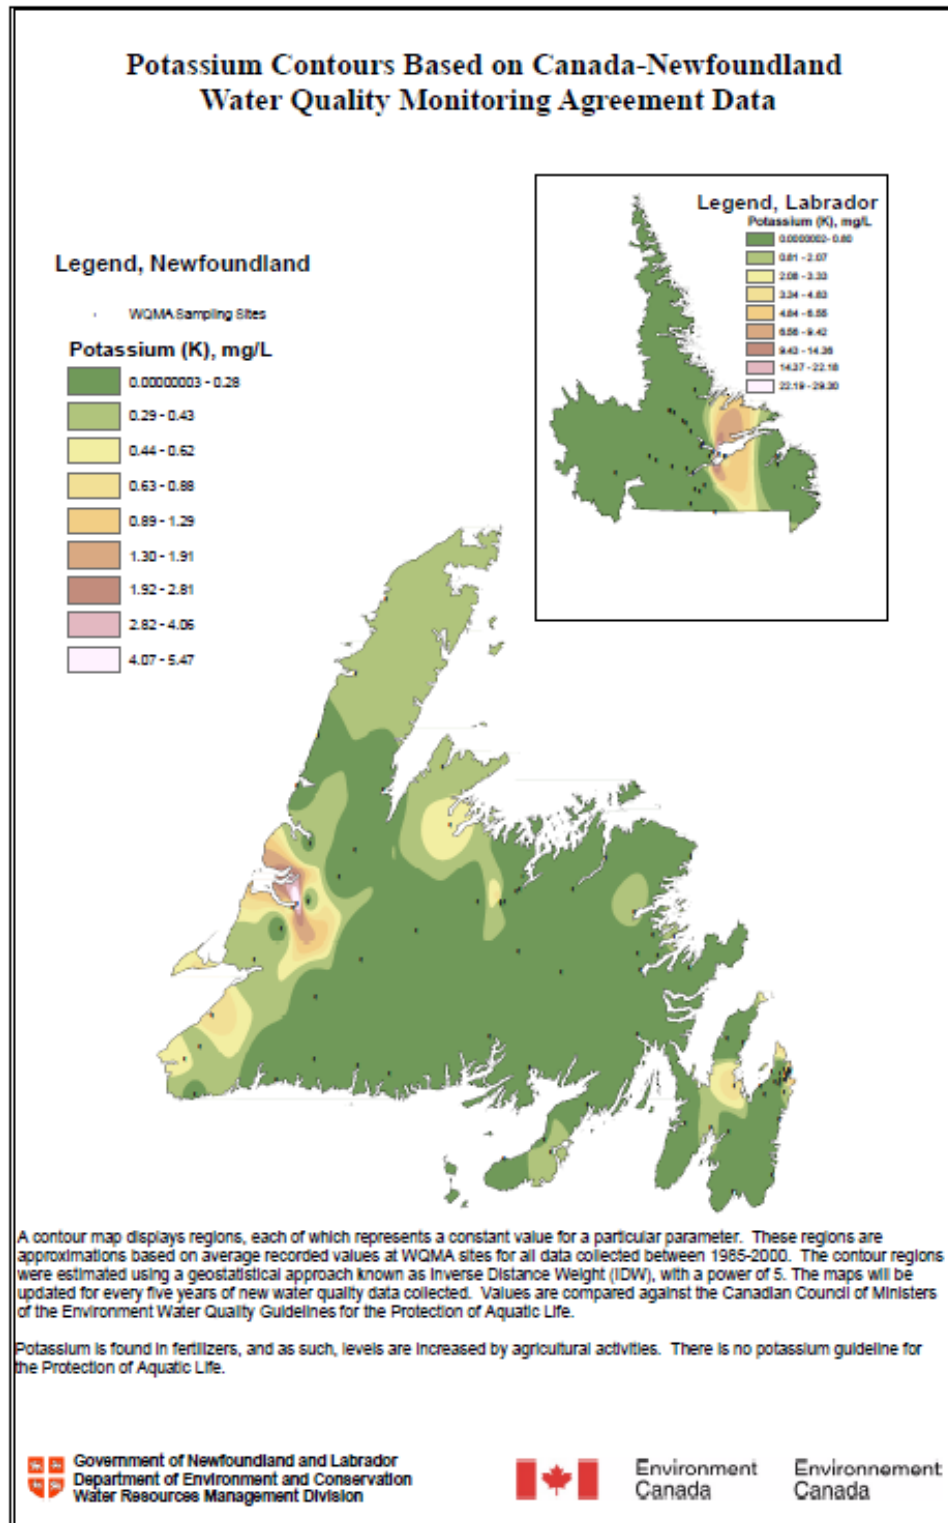 Potassium Contours Based on Canada-Newfoundland
Water Quality Monitoring Agreement Data
Legend, Labrador
Potassium (K), mg/L
0.0000002- 0.80
0.81 - 2.07
2.08 - 3.33
3.34 - 4.83
4.84 - 6.55
6.56 - 9.42
9.43 - 14.36
14.37 - 22.18
22.19 - 29.30
Legend, Newfoundland
WQMA Sampling Sites
Potassium (K), mg/L
0.00000003 - 0.28
0.29 - 0.43
0.44 - 0.62
0.63 - 0.88
0.89 - 1.29
1.30 - 1.91
1.92 - 2.81
2.82 - 4.06
4.07 - 5.47
A contour map displays regions, each of which represents a constant value for a particular parameter. These regions are
approximations based on average recorded values at WQMA sites for all data collected between 1985-2000. The contour regions
were estimated using a geostatistical approach known as Inverse Distance Weight (IDW), with a power of 5. The maps will be
updated for every five years of new water quality data collected. Values are compared against the Canadian Council of Ministers
of the Environment Water Quality Guidelines for the Protection of Aquatic Life.
Potassium is found in fertilizers, and as such, levels are increased by agricultural activities. There is no potassium guideline for
the Protection of Aquatic Life.
Government of Newfoundland and Labrador
Department of Environment and Conservation
Water Resources Management Division
Environment
Canada
Environnement
Canada